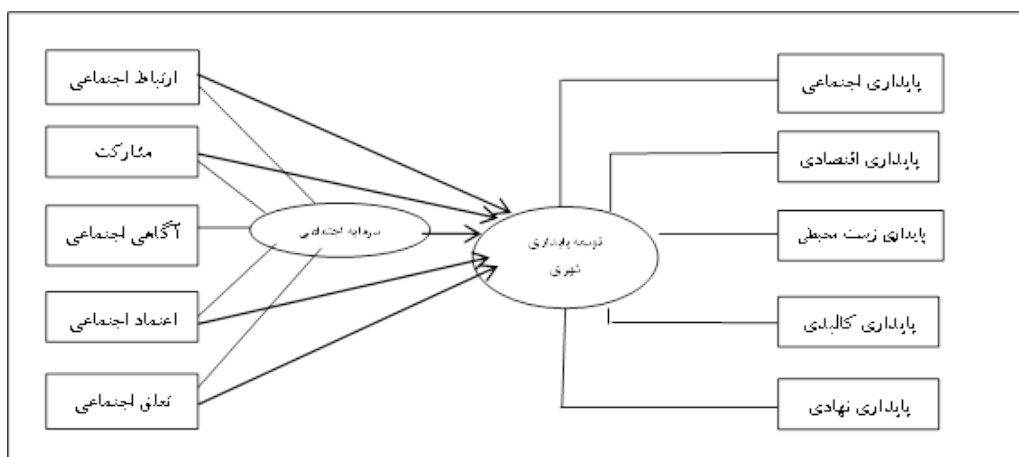 ارتباط اجتماعی
مشارکت
آگاهی اجتماعی
اعتماد اجتماعی
تعلق اجتماعی
سرمایه اجتماعی
توسعه پایداری
شهری
پایداری اجتماعی
پایداری اقتصادی
پایداری زیست محیطی
پایداری کالبدی
پایداری نهادی